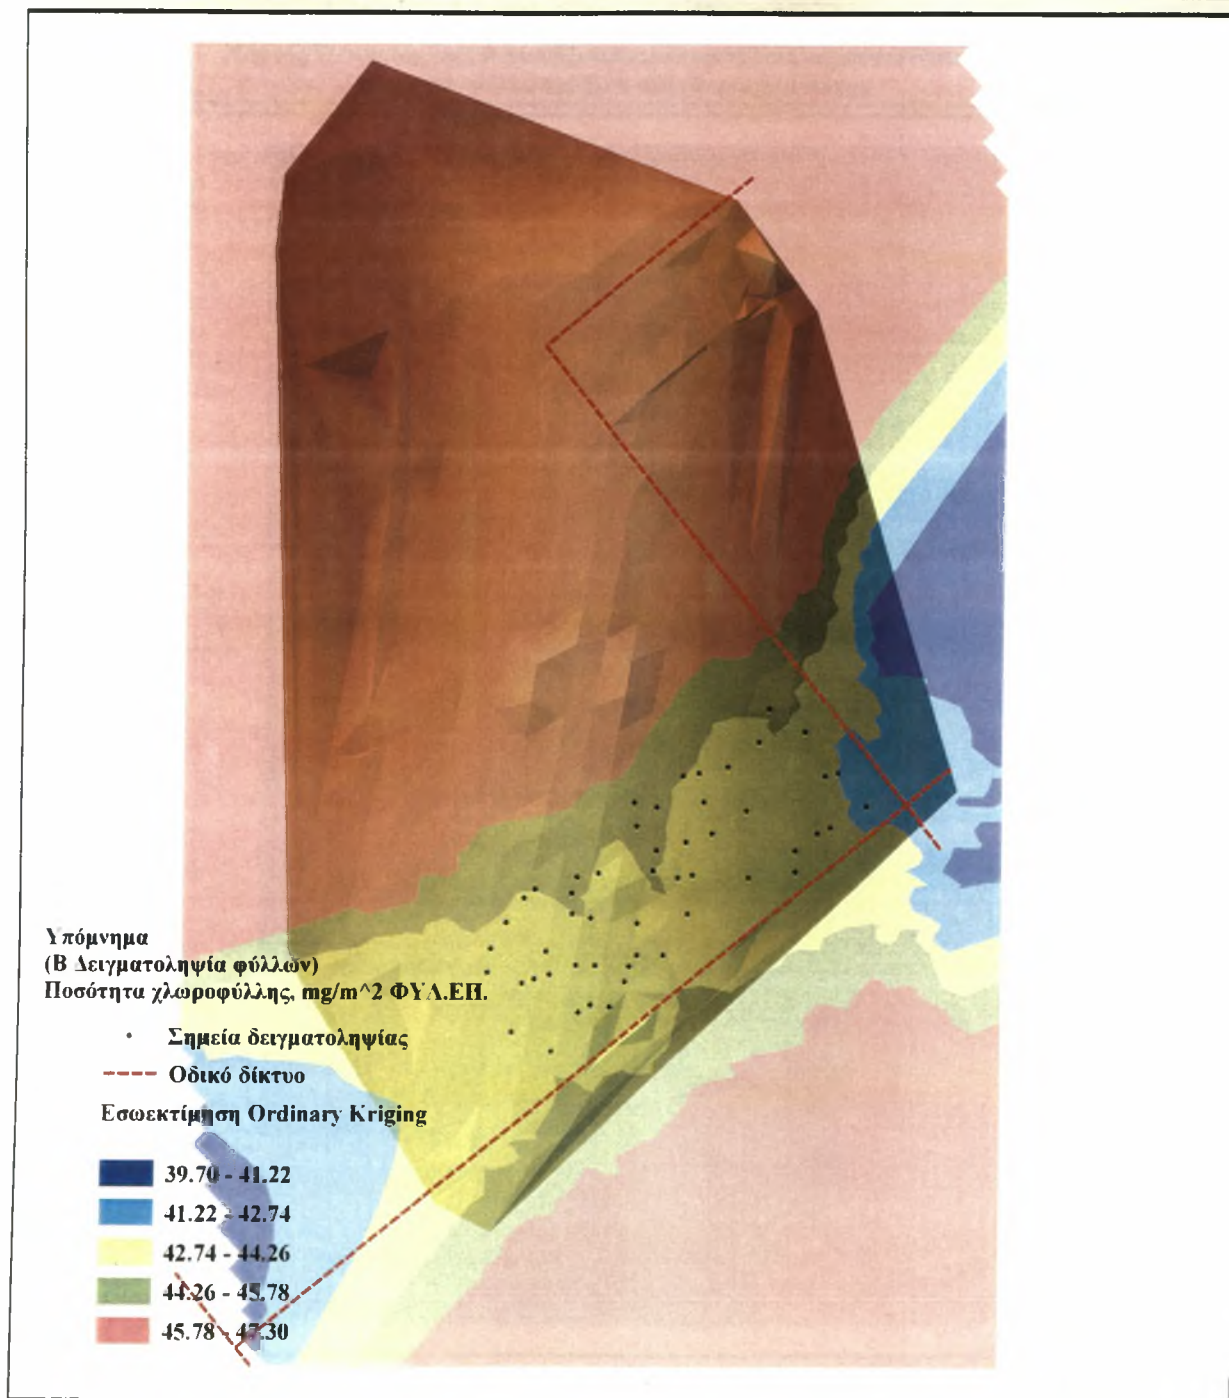 Υπόμνημα
(Β Δειγματοληψία φύλλων)
Ποσότητα χλωροφύλλης, mg/m^2 ΦΥΛ.ΕΠ.
Σημεία δειγματοληψίας
Οδικό δίκτυο
Εσωεκτίμηση Ordinary Kriging
39.70 - 41.22
41.22 - 42.74
42.74 - 44.26
44.26 - 45.78
45.78 - 47.30